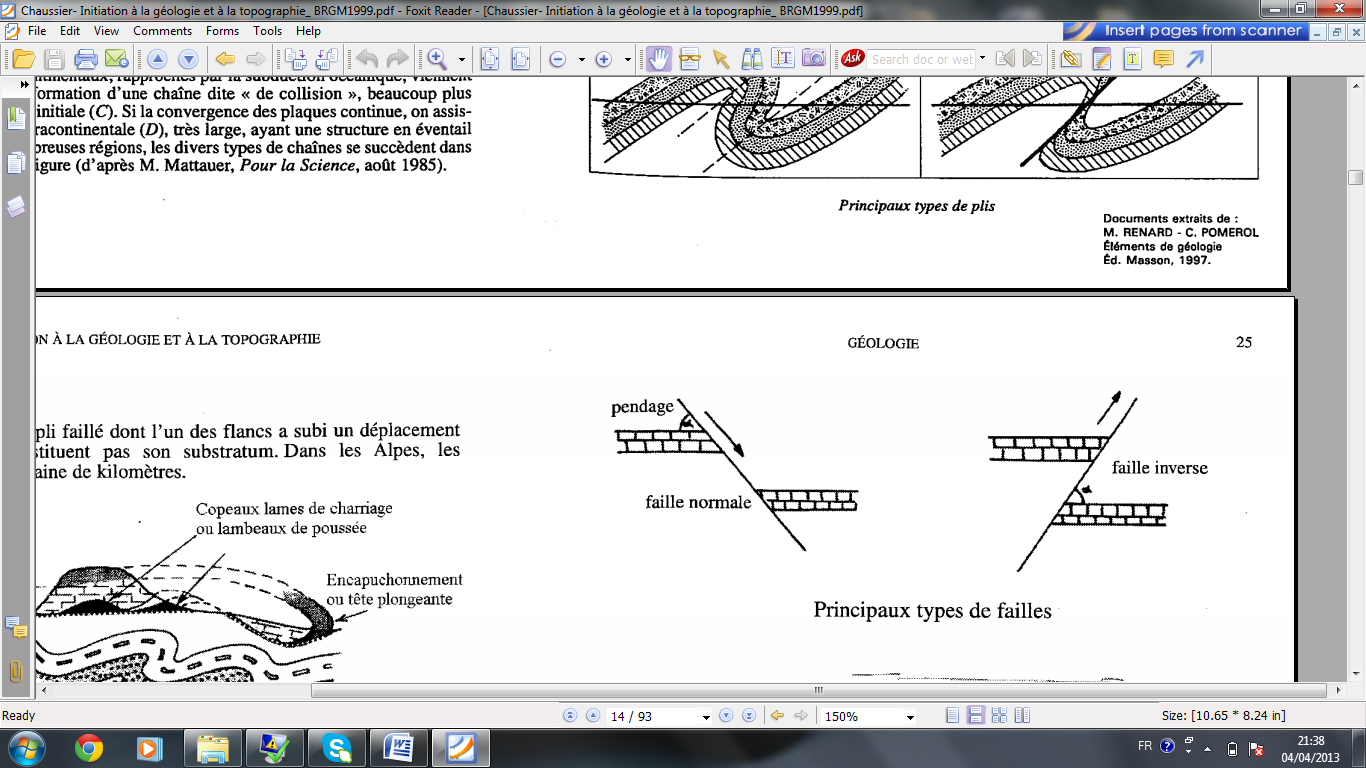 Chaussier- Initiation à la géologie et à la topographie_ BRGM1999.pdf - Foxit Reader - [Chaussier- Initiation à la géologie et à la topographie_ BRGM1999.pdf]
File Edit View Comments Forms Tools Help
Insert pages from scanner
Ask Search doc or web
formation d'une chaîne dite « de collision », beaucoup plus
initiale (C). Si la convergence des plaques continue, on assis-
racontinentale (D), très large, ayant une structure en éventail
breuses régions, les divers types de chaînes se succèdent dans
igure (d'après M. Mattauer, Pour la Science, août 1985).
Principaux types de plis
Documents extraits de :
M. RENARD - C. POMEROL
Éléments de géologie
Éd. Masson, 1997.
ON À LA GÉOLOGIE ET À LA TOPOGRAPHIE
pli faillé dont l'un des flancs a subi un déplacement
stituent pas son substratum. Dans les Alpes, les
aine de kilomètres.
Copeaux lames de charriage
ou lambeaux de poussée
Encapuchonnement
ou tête plongeante
GÉOLOGIE 25
pendage
α
faille normale
faille inverse
α
Principaux types de failles
Ready
14 / 93
150%
Size: [10.65 * 8.24 in]
FR
21:38
04/04/2013